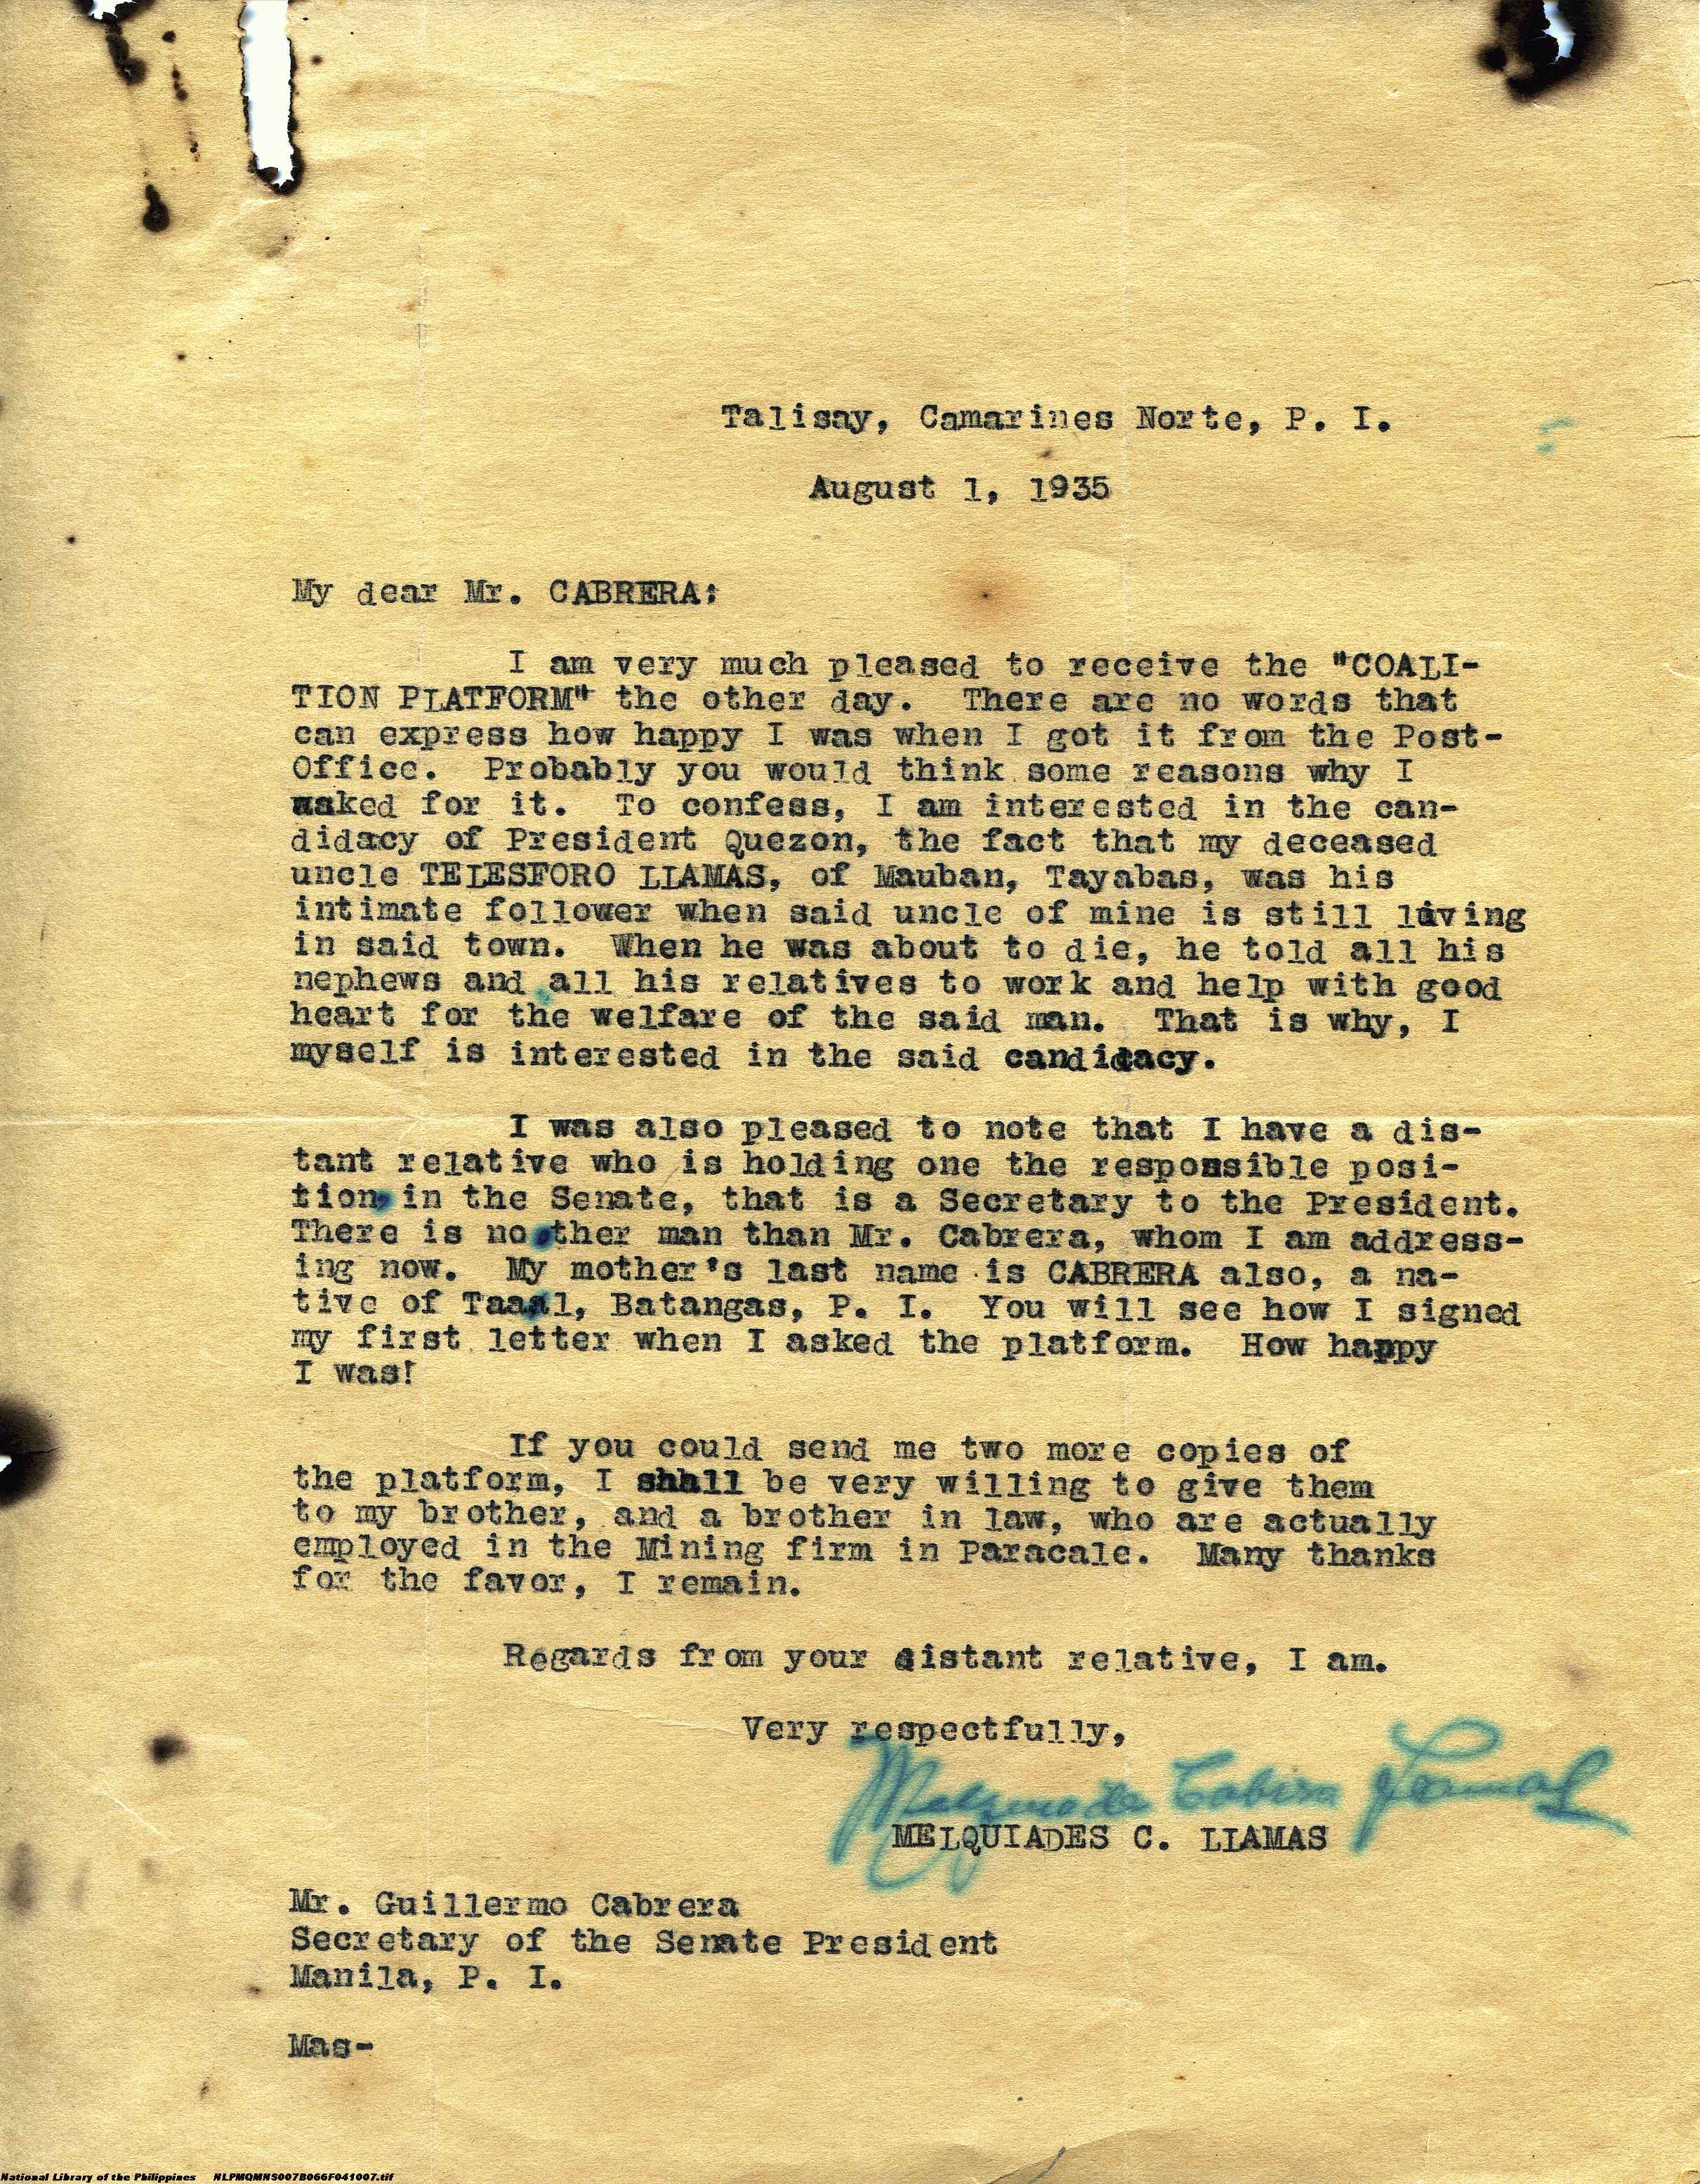 Talisay, Camarines Norte, P. I.
August 1, 1935
My dear Mr. CABRERA:
I am very much pleased to receive the "COALI-
TION PLATFORM" the other day. There are no words that
can express how happy I was when I got it from the Post-
Office. Probably you would think some reasons why I
asked for it. To confess, I am interested in the can-
didacy of President Quezon, the fact that my deceased
uncle TELESFORO LLAMAS, of Mauban, Tayabas, was his
intimate follower when said uncle of mine is still living
in said town. When he was about to die, he told all his
nephews and all his relatives to work and help with good
heart for the welfare of the said man. That is why, I
myself is interested in the said candidacy.
I was also pleased to note that I have a dis-
tant relative who is holding one the responsible posi-
tion, in the Senate, that is a Secretary to the President.
There is no other man than Mr. Cabrera, whom I am address-
ing now. My mother's last name is CABRERA also, a na-
tive of Taaal, Batangas, P. I. You will see how I signed
my first letter when I asked the platform. How happy
I was!
If you could send me two more copies of
the platform, I shall be very willing to give them
to my brother, and a brother in law, who are actually
employed in the Mining firm in Paracale. Many thanks
for the favor, I remain.
Regards from your distant relative, I am.
Very respectfully,
Melquiades Cabrera Llamas
MELQUIADES C. LLAMAS
Mr. Guillermo Cabrera
Secretary of the Senate President
Manila, P. I.
Mas-
National Library of the Philippines NLPMQMNS007B066F041007.tif